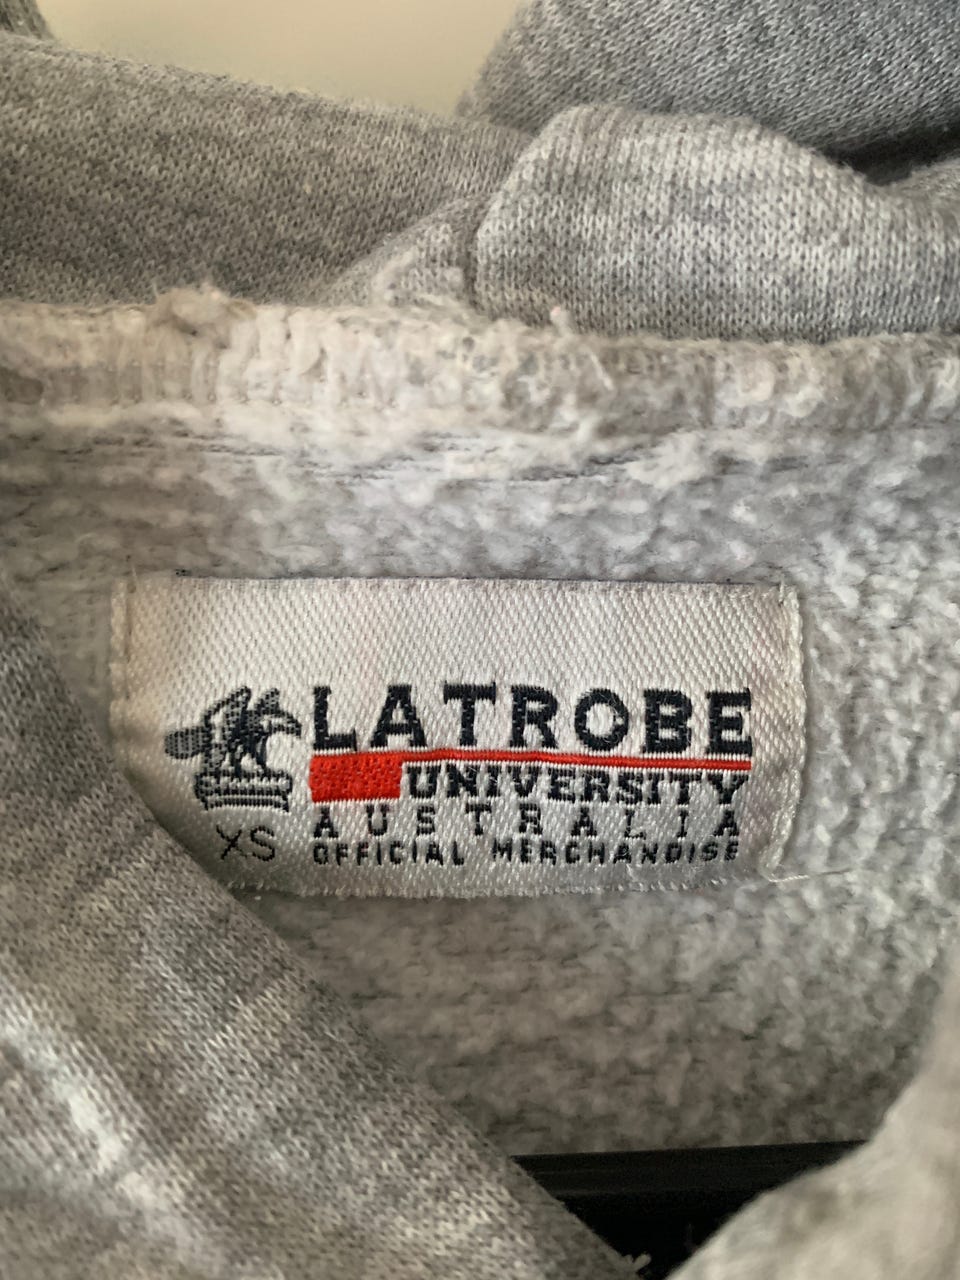 LATROBE
UNIVERSITY
AUSTRALIA
XS OFFICIAL MERCHANDISE